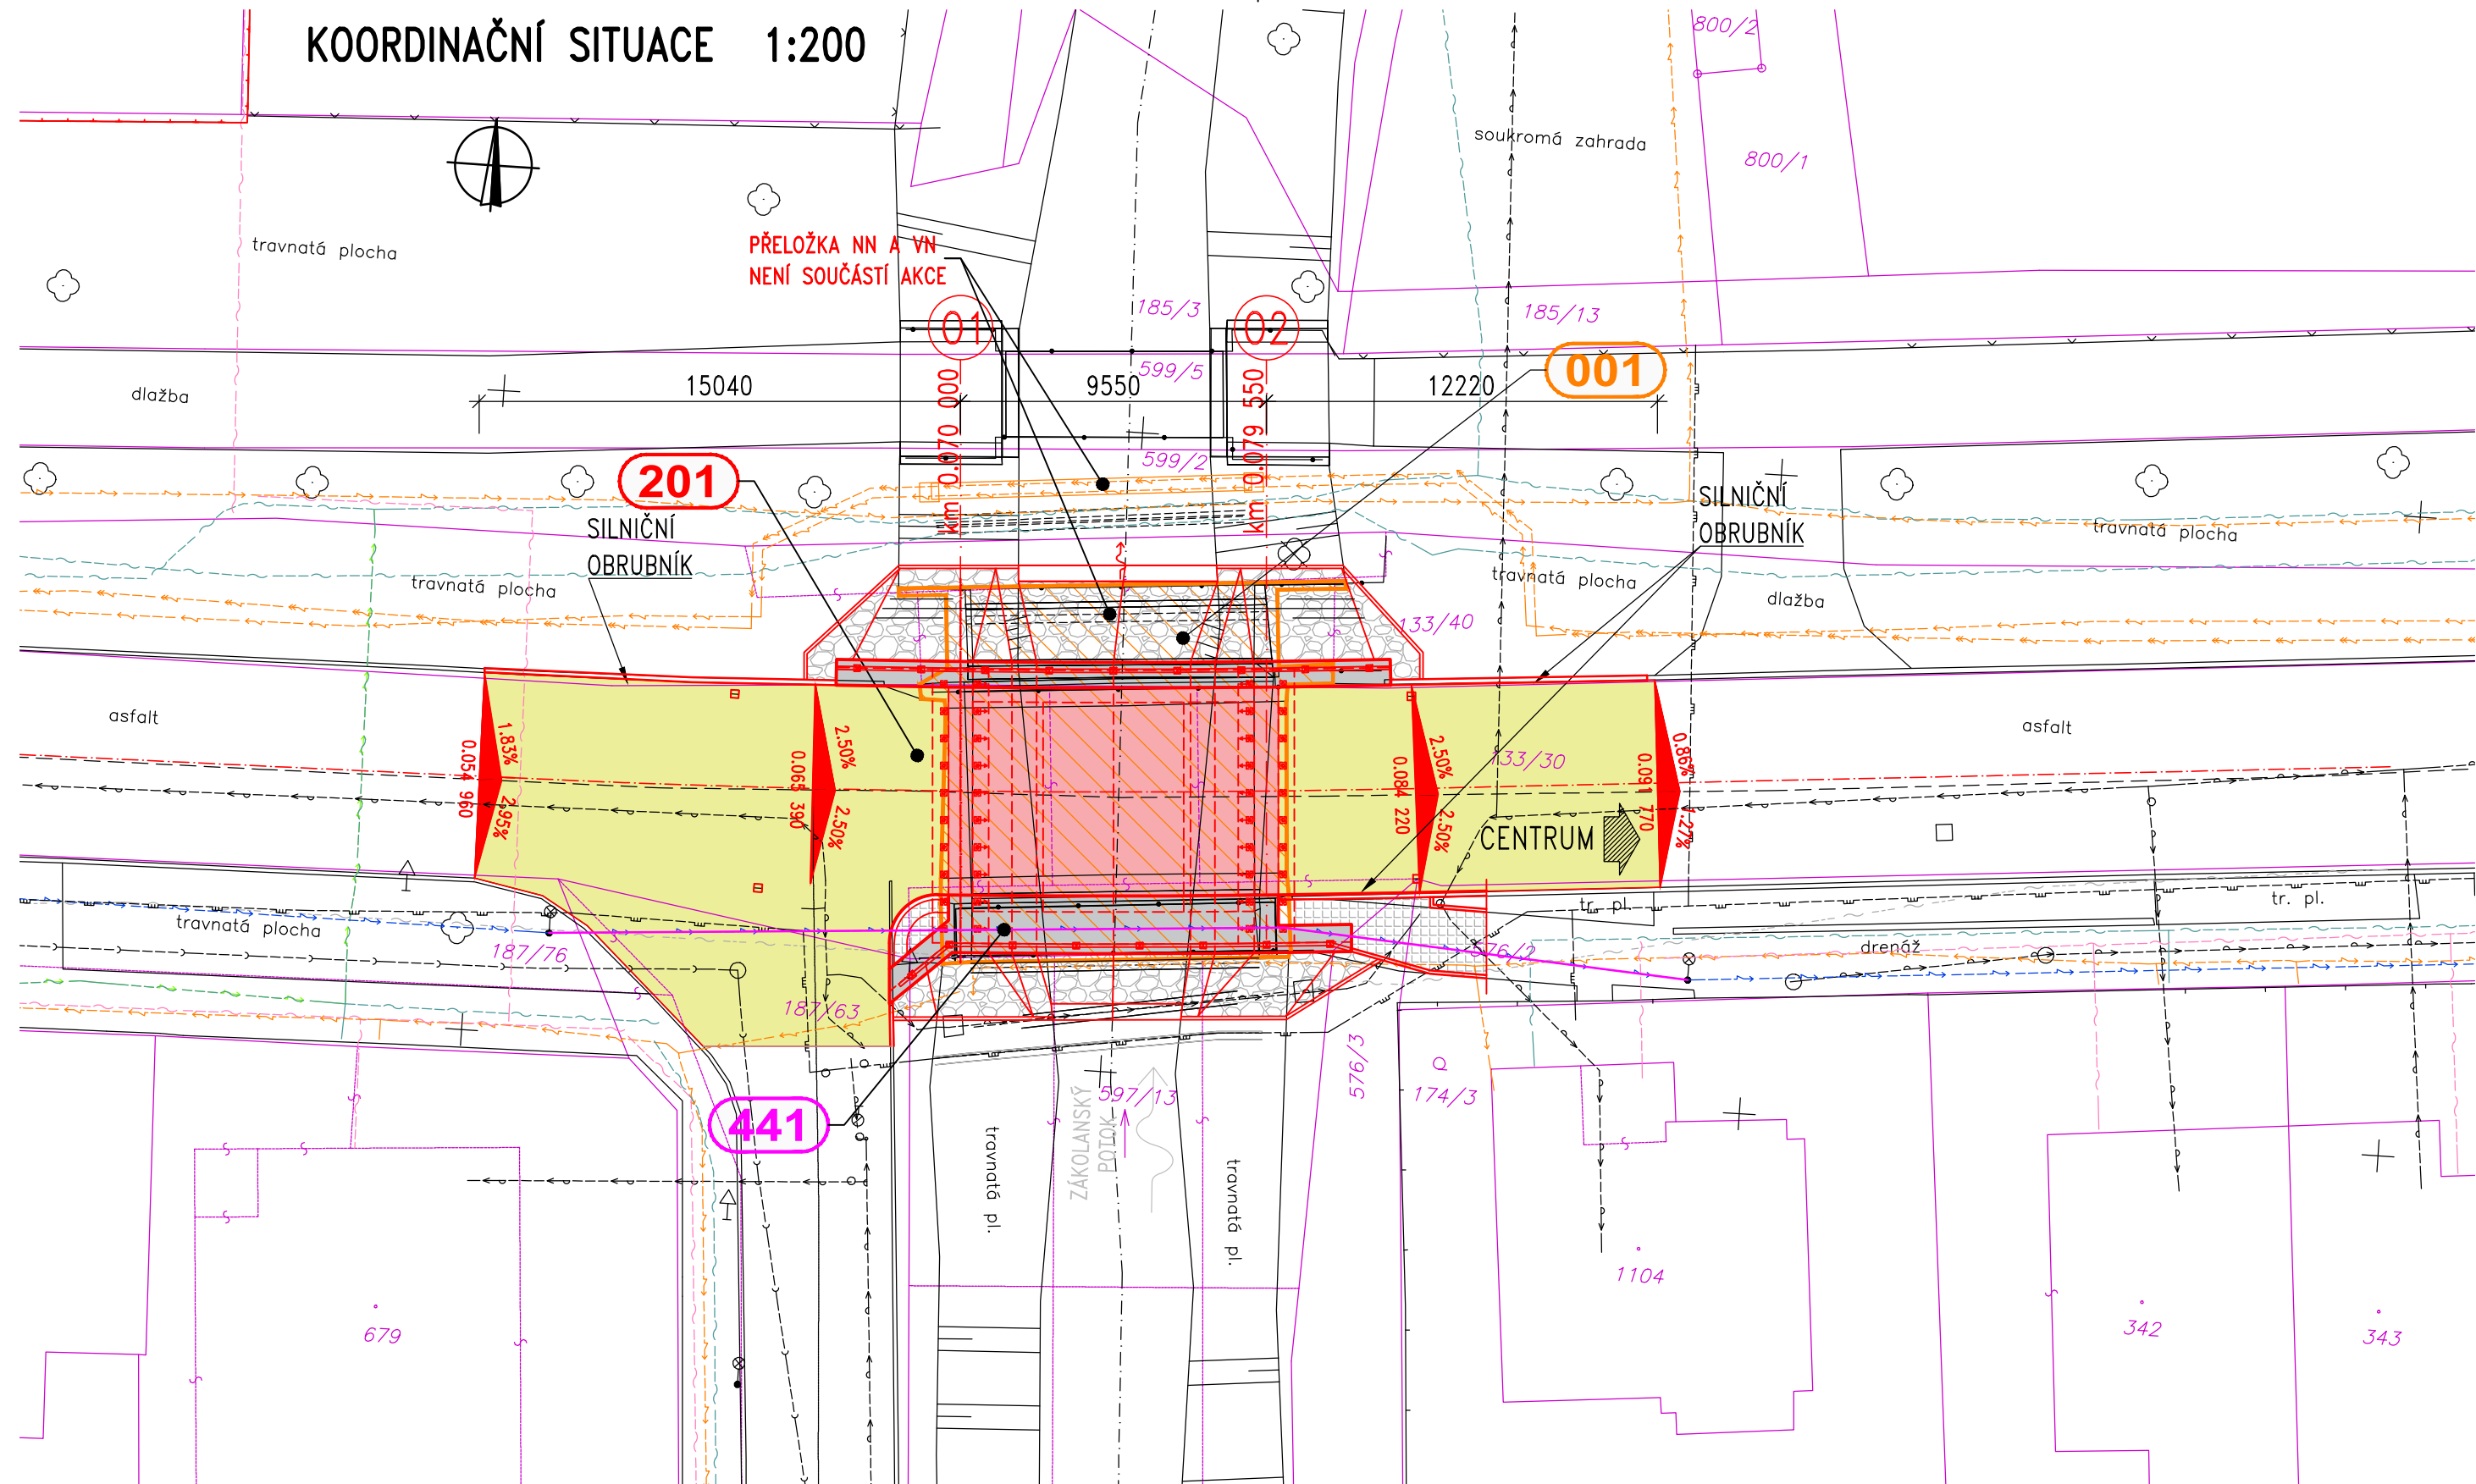 KOORDINAČNÍ SITUACE 1:200
800/2
soukromá zahrada
800/1
travnatá plocha
PŘELOŽKA NN A VN
NENÍ SOUČÁSTÍ AKCE
185/3
185/13
01
02
599/5
001
dlažba
15040
9550
12220
km 0.070 000
km 0.079 550
599/2
201
SILNIČNÍ
OBRUBNÍK
SILNIČNÍ
OBRUBNÍK
travnatá plocha
travnatá plocha
travnatá plocha
dlažba
133/40
asfalt
asfalt
1.83%
0.054 960
2.95%
2.50%
0.065 390
2.50%
2.50%
0.084 220
2.50%
133/30
0.86%
0.091 770
1.27%
CENTRUM
tr. pl.
tr. pl.
travnatá plocha
187/76
576/2
drenáž
187/63
576/3
174/3
597/13
ZÁKOLANSKÝ
POTOK
441
travnatá pl.
travnatá pl.
1104
679
342
343